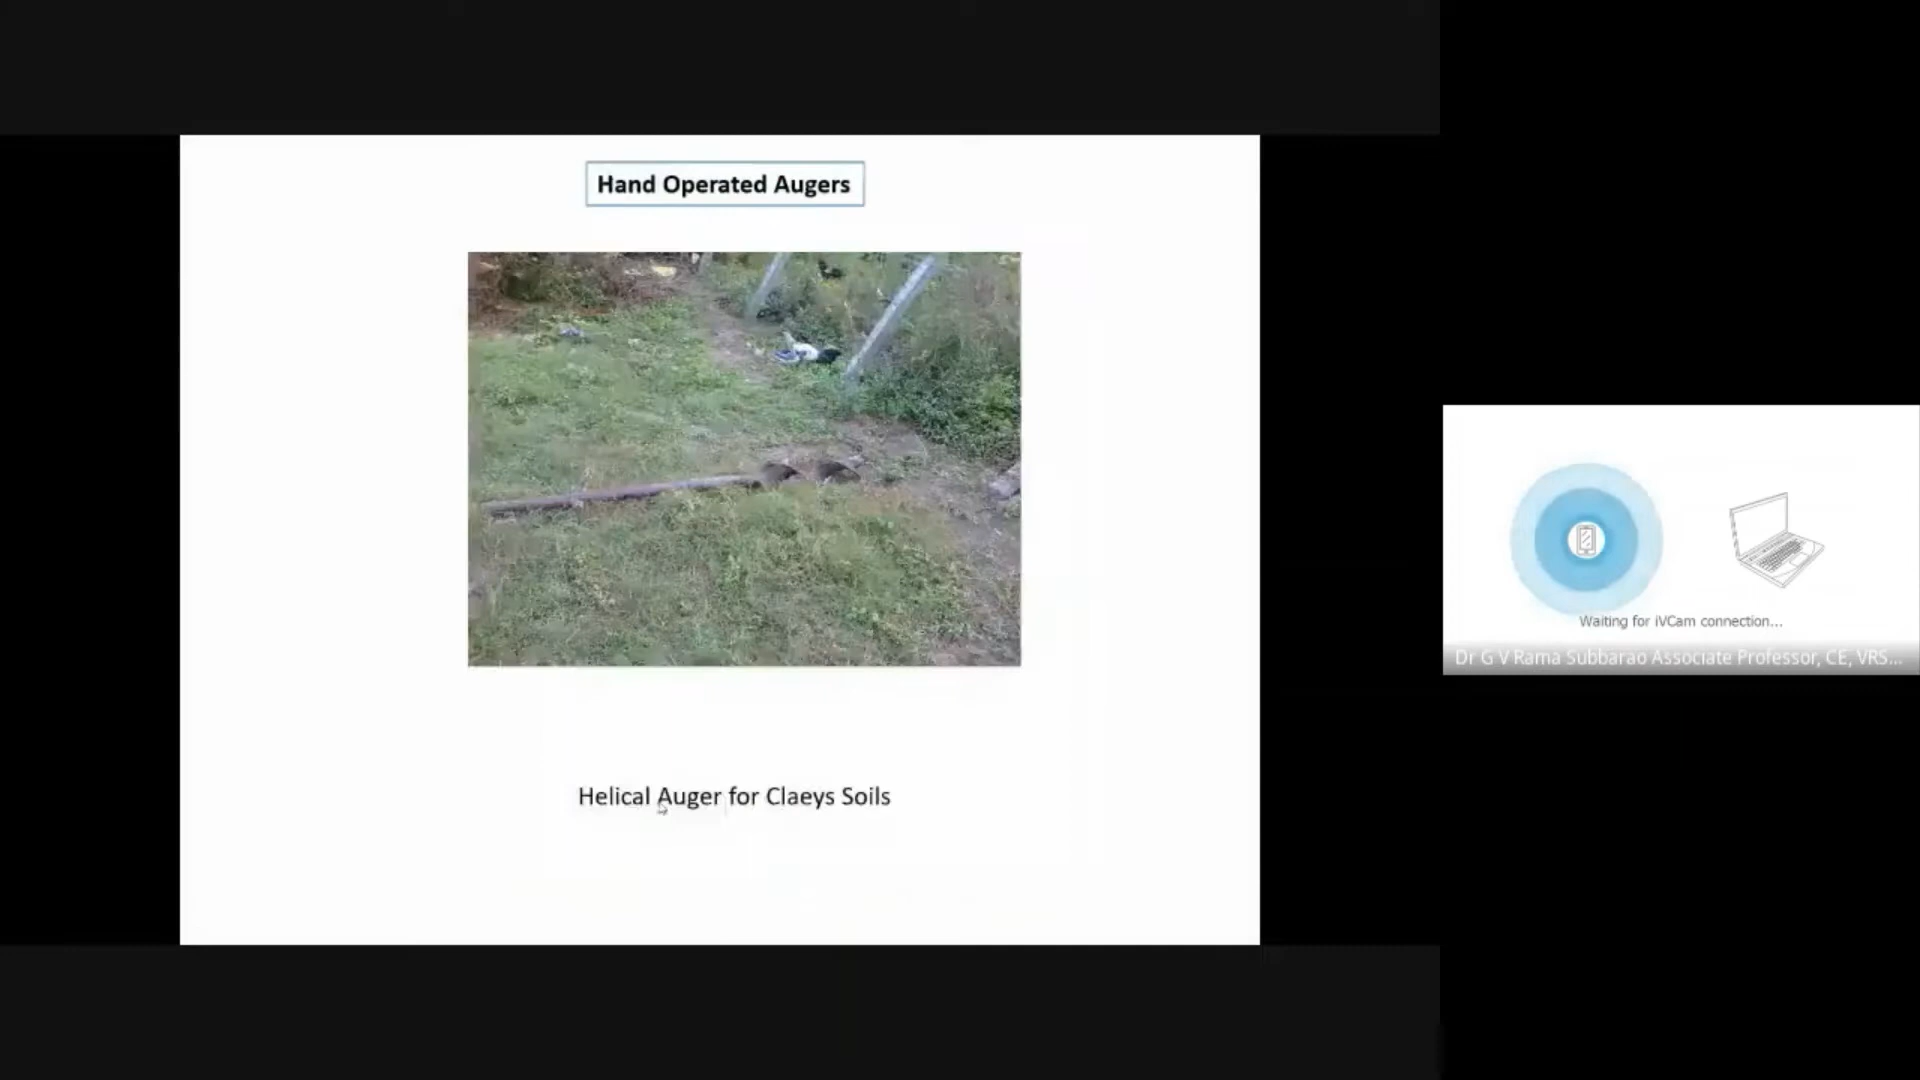 Hand Operated Augers
Helical Auger for Claeys Soils
Waiting for iVCam connection...
Dr G V Rama Subbarao Associate Professor, CE, VRS...